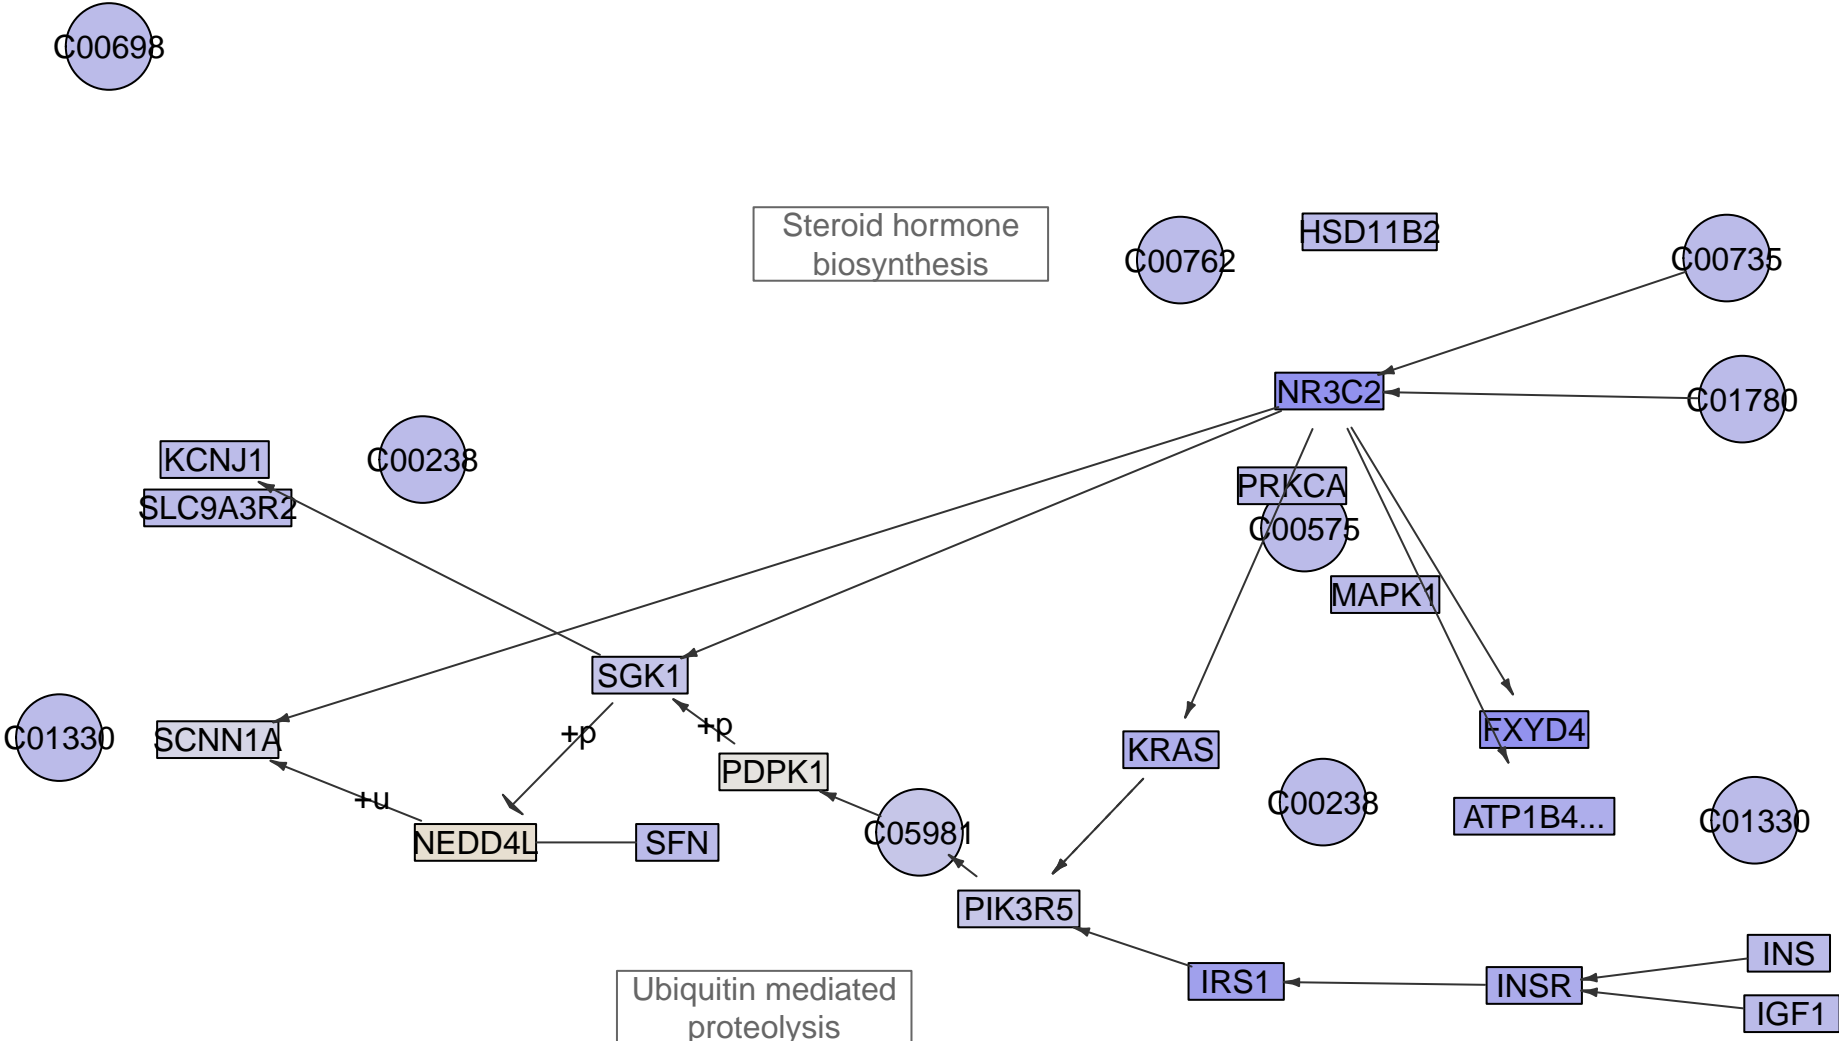 C00698
Steroid hormone
biosynthesis
C00762
HSD11B2
C00735
NR3C2
C01780
KCNJ1
C00238
SLC9A3R2
PRKCA
C00575
MAPK1
SGK1
C01330
SCNN1A
+p
+p
PDPK1
KRAS
FXYD4
C00238
ATP1B4...
C01330
+u
NEDD4L
SFN
C05981
PIK3R5
INS
Ubiquitin mediated
proteolysis
IRS1
INSR
IGF1